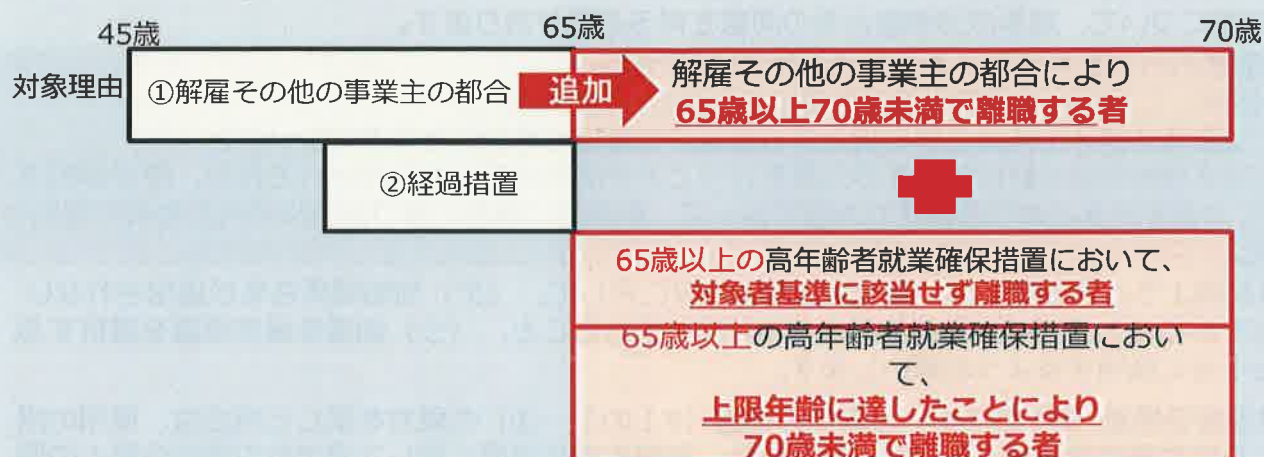 45歳
65歳
70歳
対象理由
①解雇その他の事業主の都合
追加
解雇その他の事業主の都合により
65歳以上70歳未満で離職する者
②経過措置
65歳以上の高年齢者就業確保措置において、
対象者基準に該当せず離職する者
65歳以上の高年齢者就業確保措置におい
て、
上限年齢に達したことにより
70歳未満で離職する者